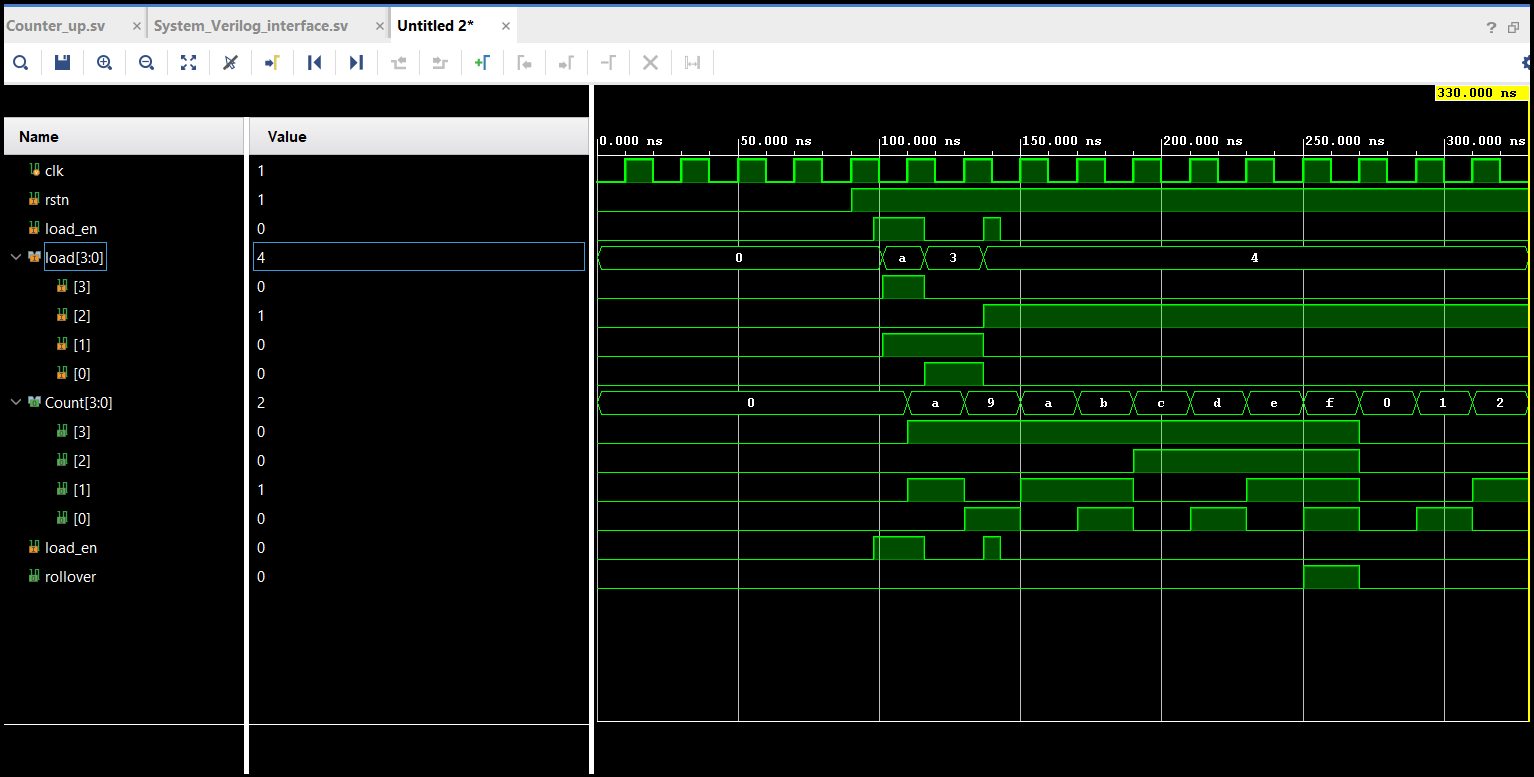 Counter_up.sv × System_Verilog_interface.sv × Untitled 2* ×
?
330.000 ns
Name Value
0.000 ns 50.000 ns 100.000 ns 150.000 ns 200.000 ns 250.000 ns 300.000 ns
clk 1
rstn 1
load_en 0
load[3:0] 4 0 a 3 4
[3] 0
[2] 1
[1] 0
[0] 0
Count[3:0] 2 0 a 9 a b c d e f 0 1 2
[3] 0
[2] 0
[1] 1
[0] 0
load_en 0
rollover 0